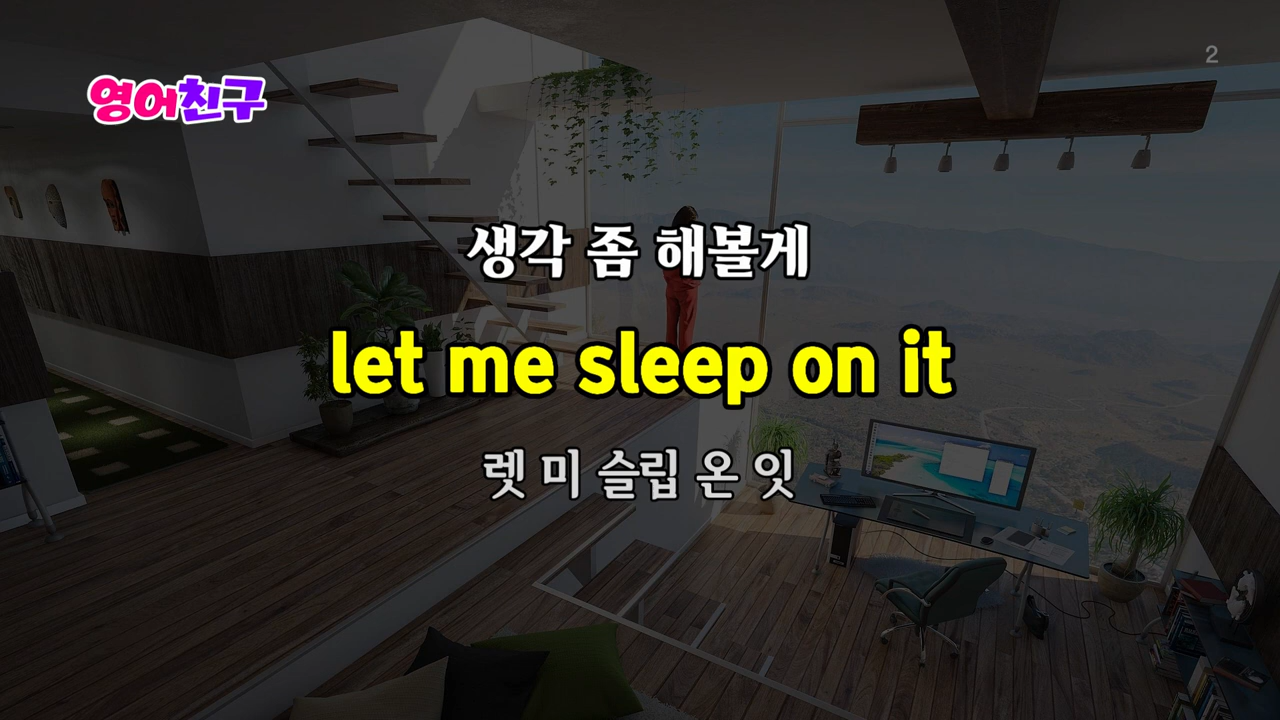 2
영어친구
생각 좀 해볼게
let me sleep on it
렛 미 슬립 온 잇